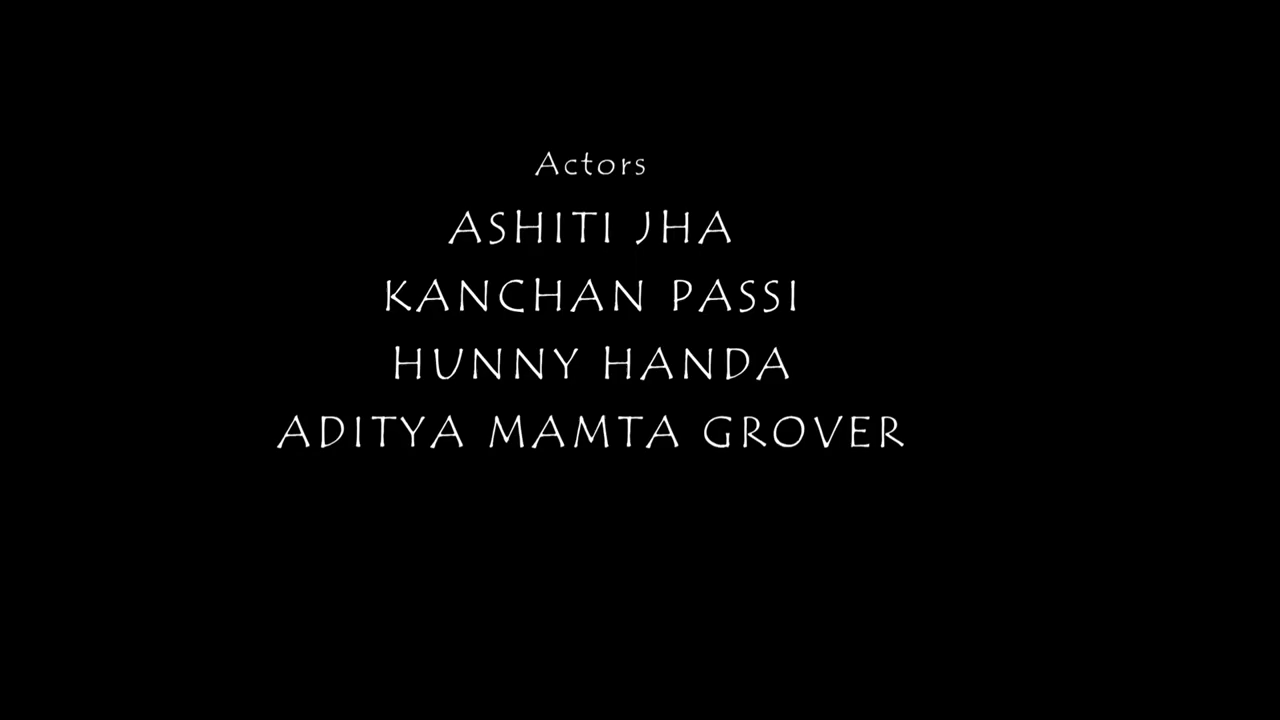 Actors
ASHITI JHA
KANCHAN PASSI
HUNNY HANDA
ADITYA MAMTA GROVER